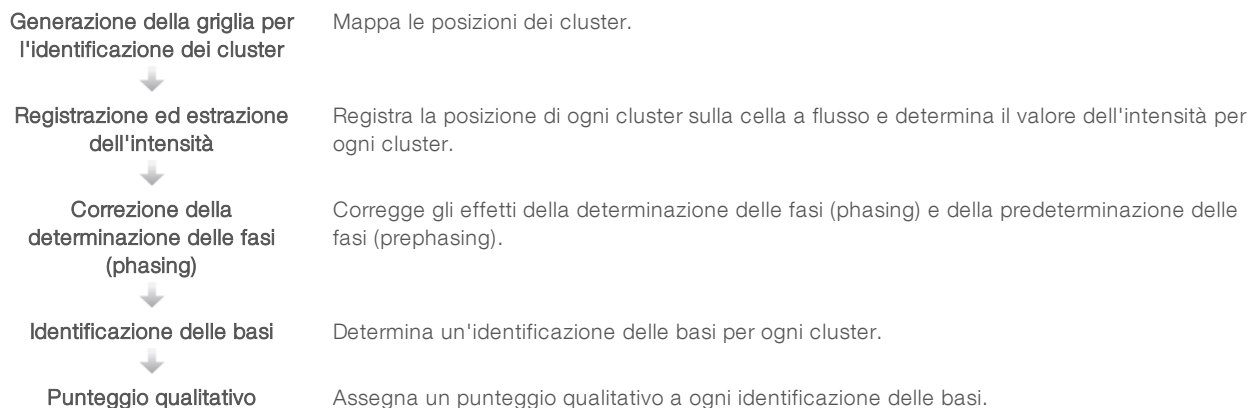 Generazione della griglia per
l'identificazione dei cluster
Mappa le posizioni dei cluster.
Registrazione ed estrazione
dell'intensità
Registra la posizione di ogni cluster sulla cella a flusso e determina il valore dell'intensità per
ogni cluster.
Correzione della
determinazione delle fasi
(phasing)
Corregge gli effetti della determinazione delle fasi (phasing) e della predeterminazione delle
fasi (prephasing).
Identificazione delle basi
Determina un'identificazione delle basi per ogni cluster.
Punteggio qualitativo
Assegna un punteggio qualitativo a ogni identificazione delle basi.